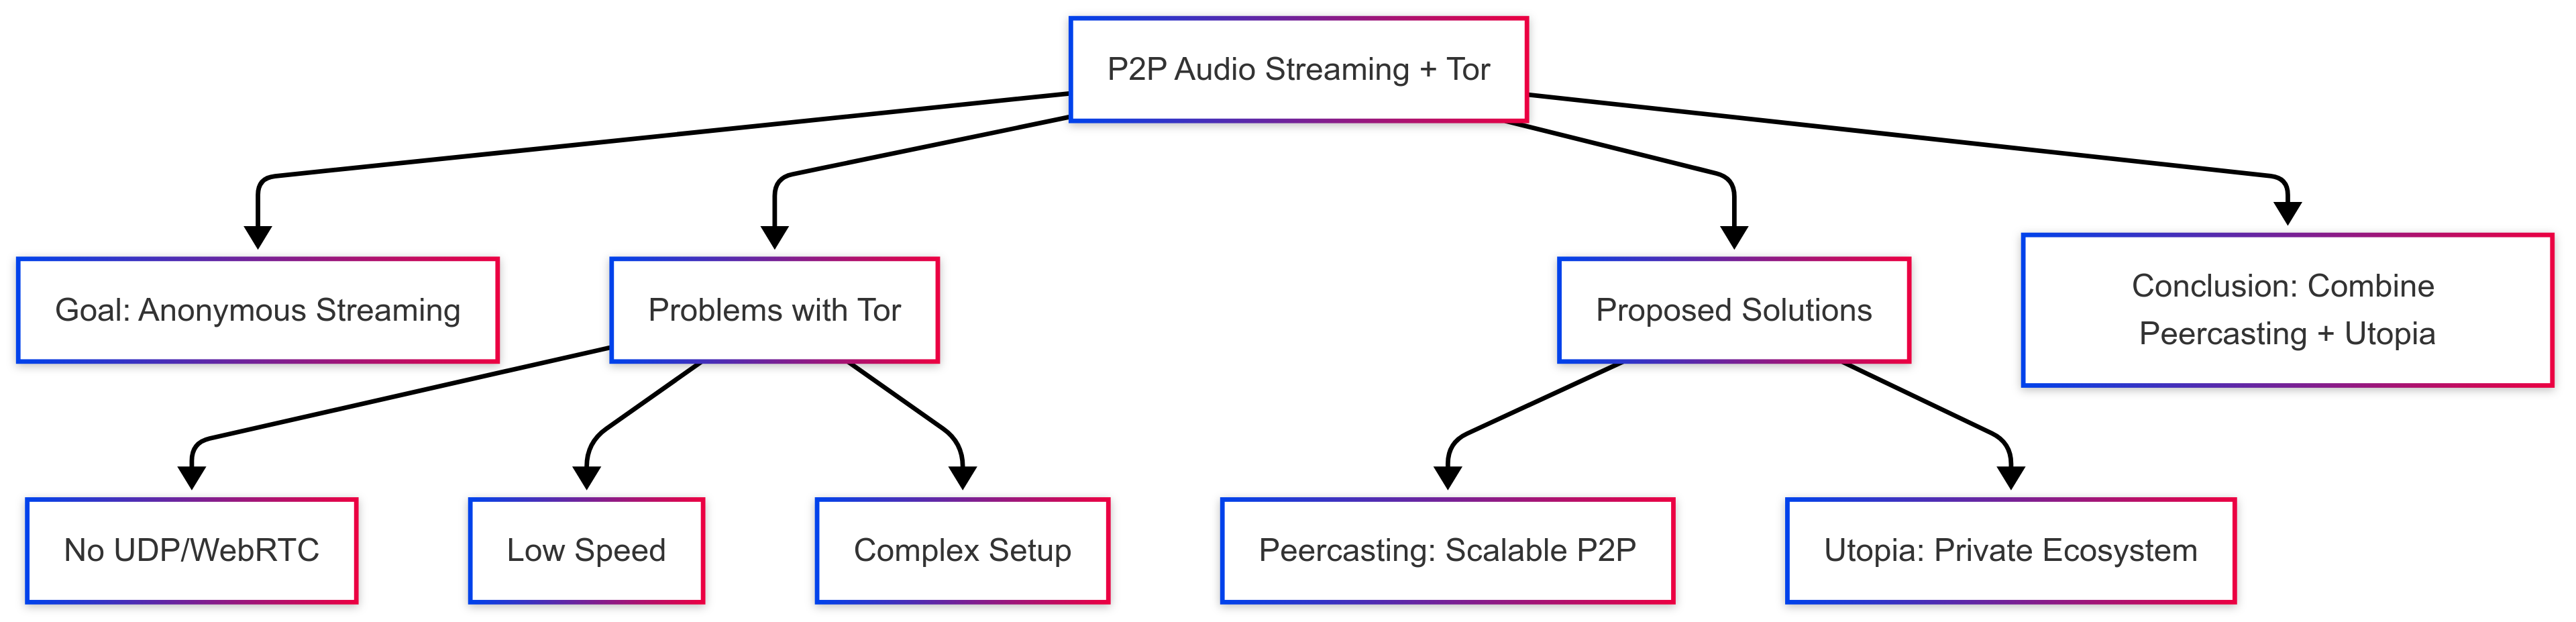 P2P Audio Streaming + Tor
Goal: Anonymous Streaming
Problems with Tor
Proposed Solutions
Conclusion: Combine
Peercasting + Utopia
No UDP/WebRTC
Low Speed
Complex Setup
Peercasting: Scalable P2P
Utopia: Private Ecosystem